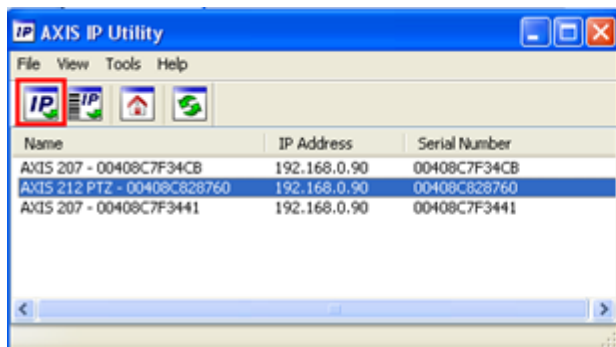 IP AXIS IP Utility
File View Tools Help
IP IP
Name IP Address Serial Number
AXIS 207 - 00408C7F34CB 192.168.0.90 00408C7F34CB
AXIS 212 PTZ - 00408C828760 192.168.0.90 00408C828760
AXIS 207 - 00408C7F3441 192.168.0.90 00408C7F3441